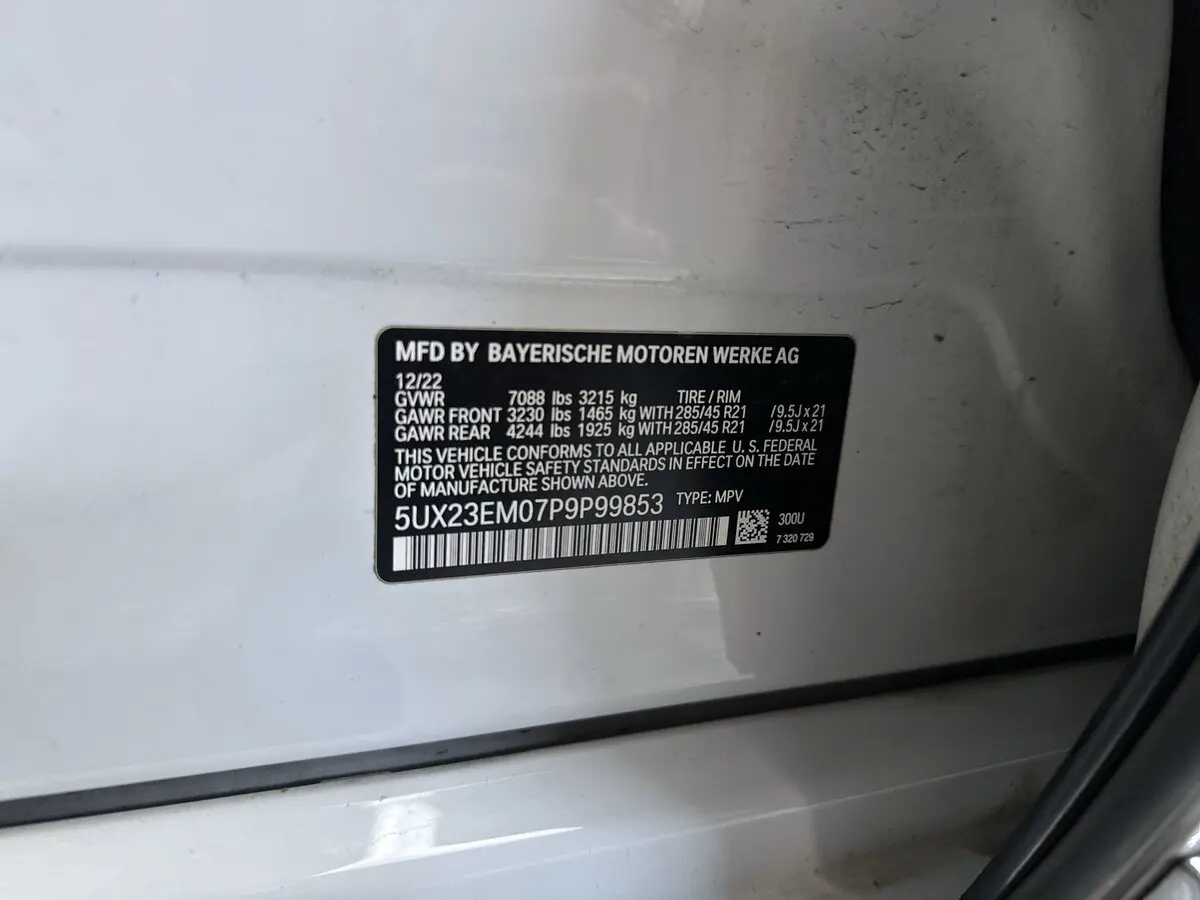 MFD BY BAYERISCHE MOTOREN WERKE AG
12/22
GVWR 7088 lbs 3215 kg TIRE / RIM
GAWR FRONT 3230 lbs 1465 kg WITH 285/45 R21 /9.5J x 21
GAWR REAR 4244 lbs 1925 kg WITH 285/45 R21 /9.5J x 21
THIS VEHICLE CONFORMS TO ALL APPLICABLE U. S. FEDERAL
MOTOR VEHICLE SAFETY STANDARDS IN EFFECT ON THE DATE
OF MANUFACTURE SHOWN ABOVE.
5UX23EM07P9P99853 TYPE: MPV
300U
7 320 729